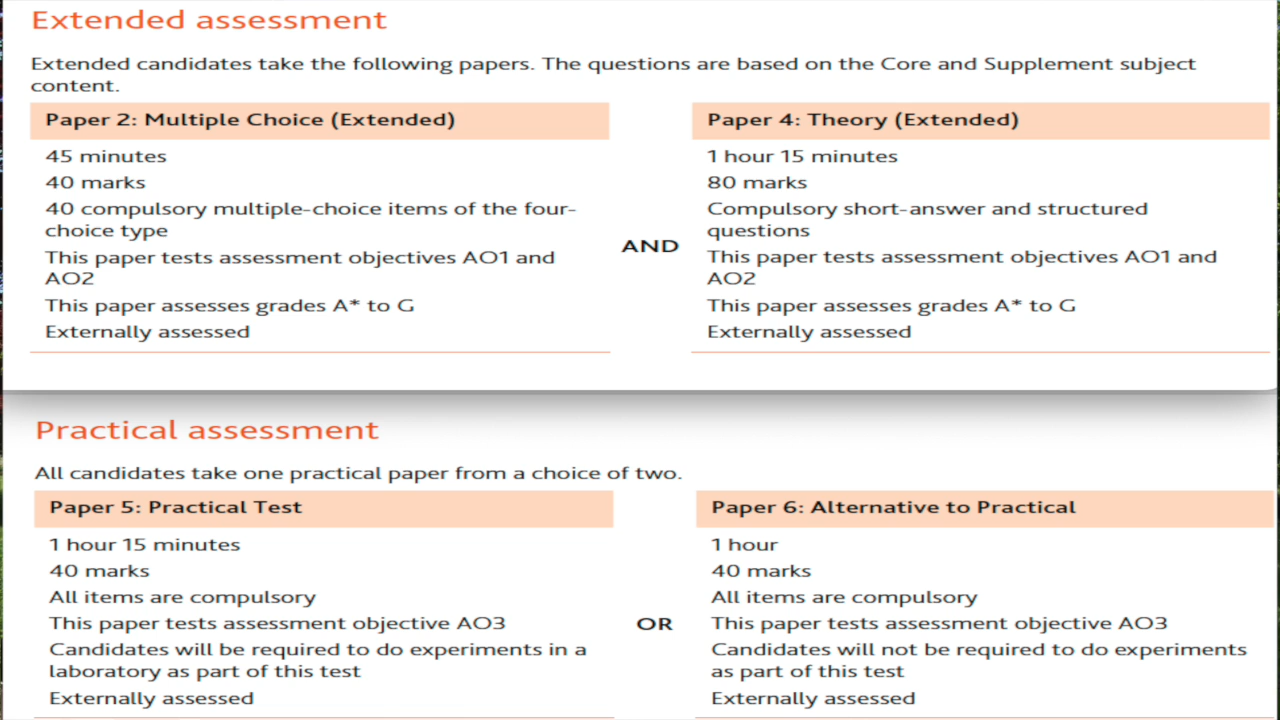 Extended assessment
Extended candidates take the following papers. The questions are based on the Core and Supplement subject
content.
Paper 2: Multiple Choice (Extended)
45 minutes
40 marks
40 compulsory multiple-choice items of the four-
choice type
This paper tests assessment objectives AO1 and
AO2
This paper assesses grades A* to G
Externally assessed
AND
Paper 4: Theory (Extended)
1 hour 15 minutes
80 marks
Compulsory short-answer and structured
questions
This paper tests assessment objectives AO1 and
AO2
This paper assesses grades A* to G
Externally assessed
Practical assessment
All candidates take one practical paper from a choice of two.
Paper 5: Practical Test
1 hour 15 minutes
40 marks
All items are compulsory
This paper tests assessment objective AO3
Candidates will be required to do experiments in a
laboratory as part of this test
Externally assessed
OR
Paper 6: Alternative to Practical
1 hour
40 marks
All items are compulsory
This paper tests assessment objective AO3
Candidates will not be required to do experiments
as part of this test
Externally assessed